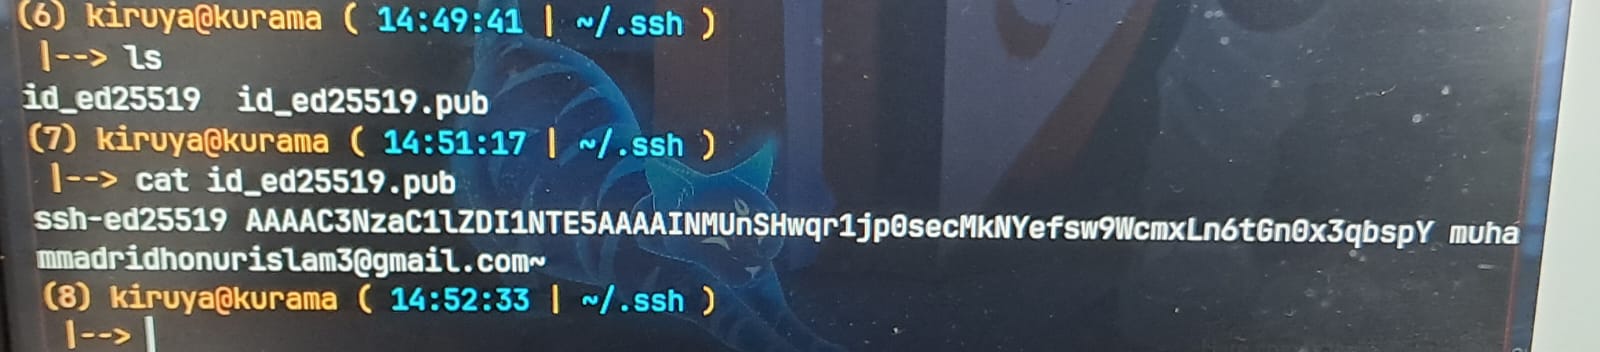 (6) kiruya@kurama ( 14:49:41 | ~/.ssh )
|--> ls
id_ed25519 id_ed25519.pub
(7) kiruya@kurama ( 14:51:17 | ~/.ssh )
|--> cat id_ed25519.pub
ssh-ed25519 AAAAC3NzaC1lZDI1NTE5AAAAINMUnSHwqr1jp0secMkNYefsw9WcmxLn6tGn0x3qbspY muha
mmadridhonurislam3@gmail.com~
(8) kiruya@kurama ( 14:52:33 | ~/.ssh )
|-->